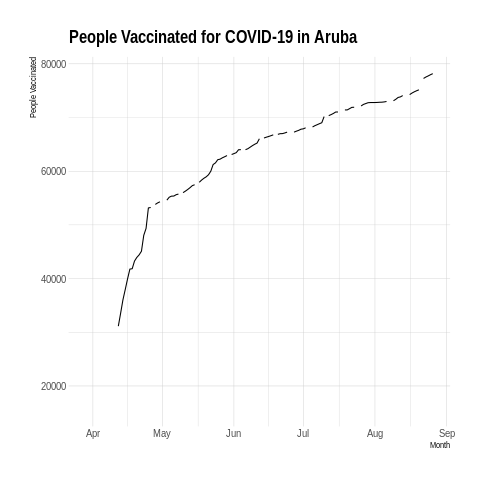 People Vaccinated for COVID-19 in Aruba
People Vaccinated
80000
60000
40000
20000
Apr May Jun Jul Aug Sep
Month